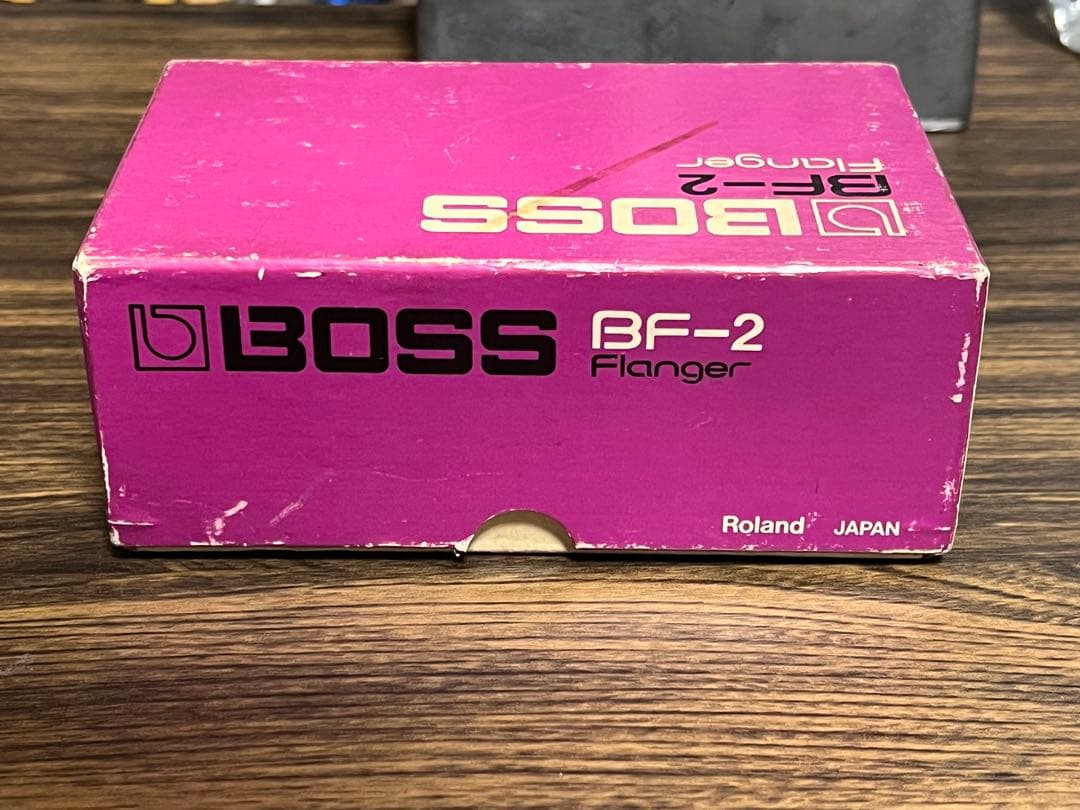 BOSS
BF-2
Flanger
BOSS BF-2
Flanger
Roland JAPAN